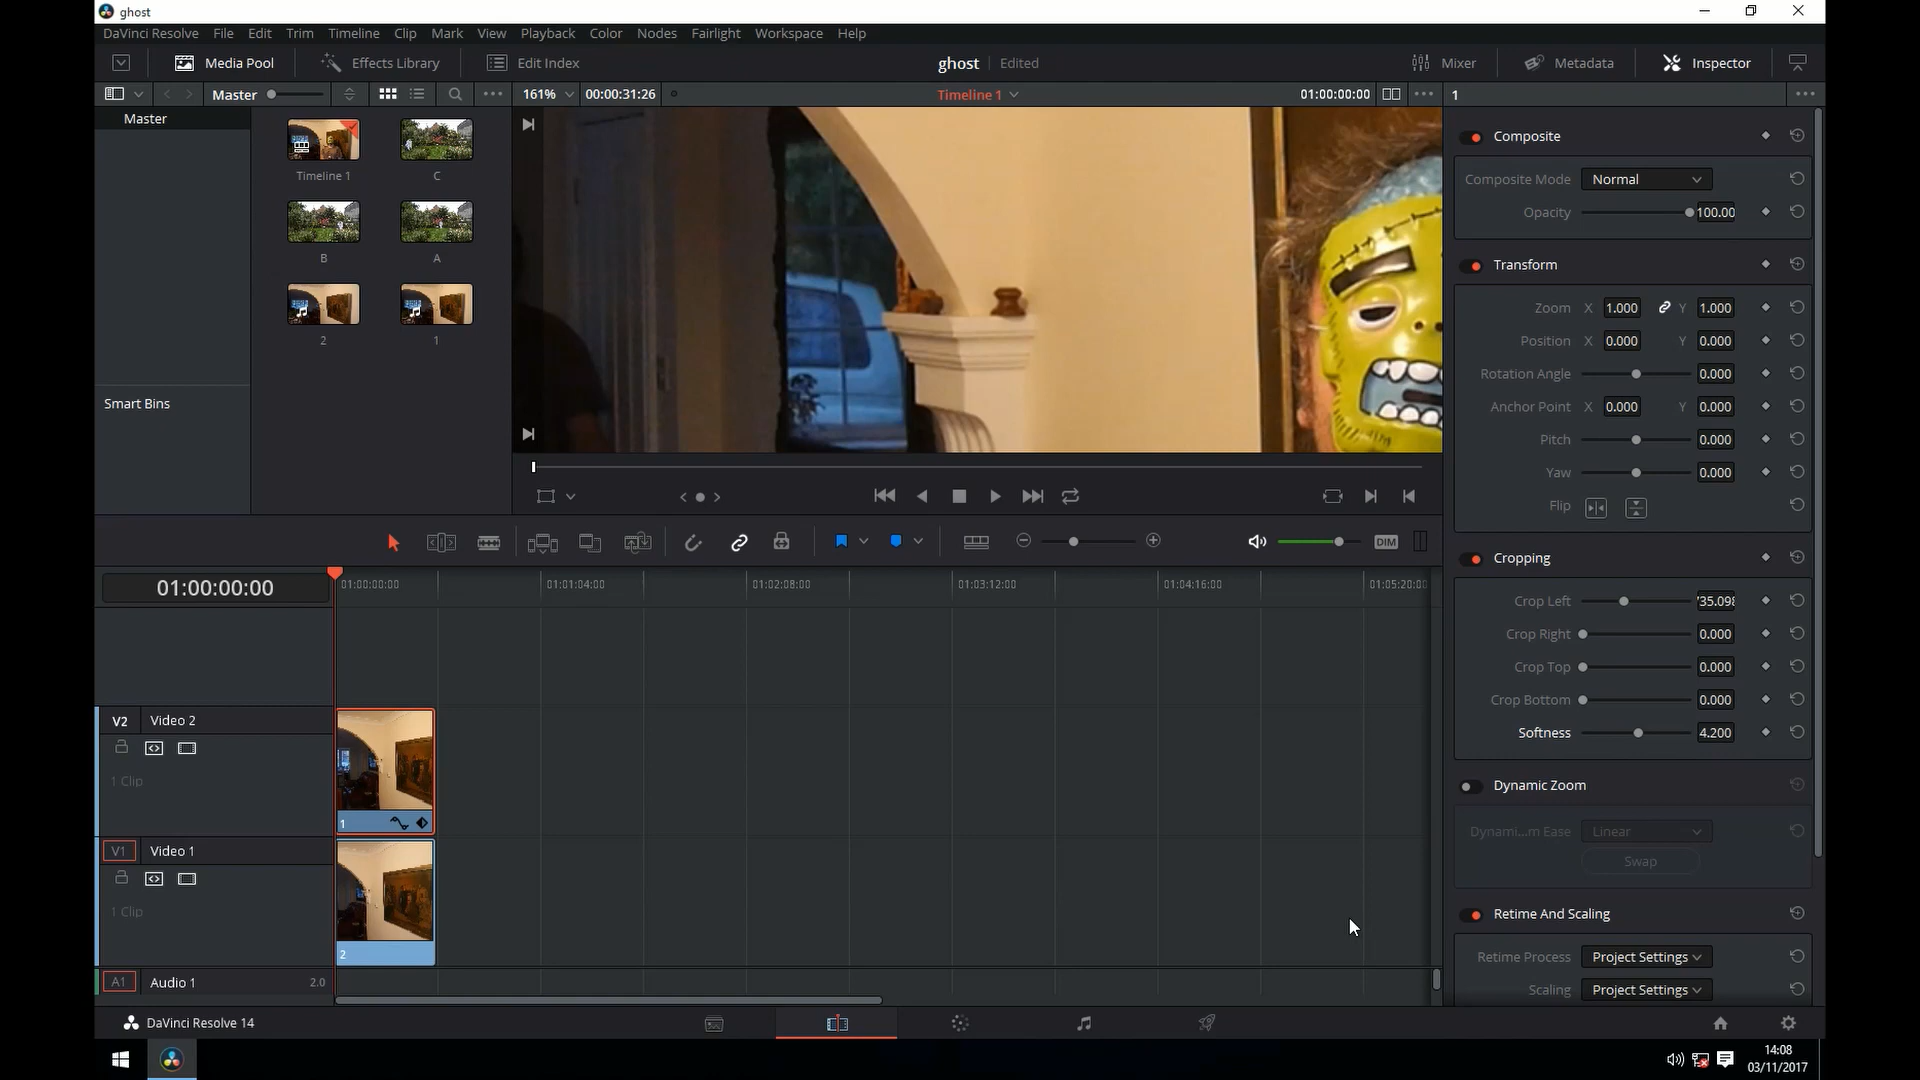 ghost
DaVinci Resolve File Edit Trim Timeline Clip Mark View Playback Color Nodes Fairlight Workspace Help
Media Pool Effects Library Edit Index ghost Edited Mixer Metadata Inspector
Master 161% 00:00:31:26 Timeline 1 01:00:00:00 1
Master
Timeline 1 C
B A
2 1
Smart Bins
Composite
Composite Mode Normal
Opacity 100.00
Transform
Zoom X 1.000 Y 1.000
Position X 0.000 Y 0.000
Rotation Angle 0.000
Anchor Point X 0.000 Y 0.000
Pitch 0.000
Yaw 0.000
Flip
DIM
Cropping
Crop Left 35.098
Crop Right 0.000
Crop Top 0.000
Crop Bottom 0.000
Softness 4.200
Dynamic Zoom
Dynami...m Ease Linear
Swap
Retime And Scaling
Retime Process Project Settings
Scaling Project Settings
01:00:00:00 01:00:00:00 01:01:04:00 01:02:08:00 01:03:12:00 01:04:16:00 01:05:20:00
V2 Video 2
1 Clip
1
V1 Video 1
1 Clip
2
A1 Audio 1 2.0
DaVinci Resolve 14
14:08
03/11/2017